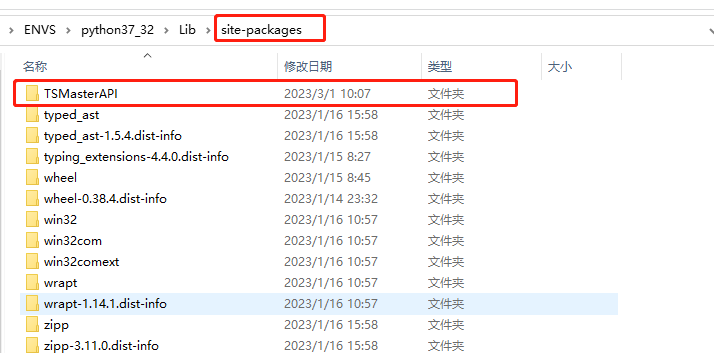 ENVS > python37_32 > Lib > site-packages
名称 修改日期 类型 大小
TSMasterAPI 2023/3/1 10:07 文件夹
typed_ast 2023/1/16 15:58 文件夹
typed_ast-1.5.4.dist-info 2023/1/16 15:58 文件夹
typing_extensions-4.4.0.dist-info 2023/1/15 8:27 文件夹
wheel 2023/1/15 8:45 文件夹
wheel-0.38.4.dist-info 2023/1/14 23:32 文件夹
win32 2023/1/16 10:57 文件夹
win32com 2023/1/16 10:57 文件夹
win32comext 2023/1/16 10:57 文件夹
wrapt 2023/1/16 10:57 文件夹
wrapt-1.14.1.dist-info 2023/1/16 10:57 文件夹
zipp 2023/1/16 15:58 文件夹
zipp-3.11.0.dist-info 2023/1/16 15:58 文件夹